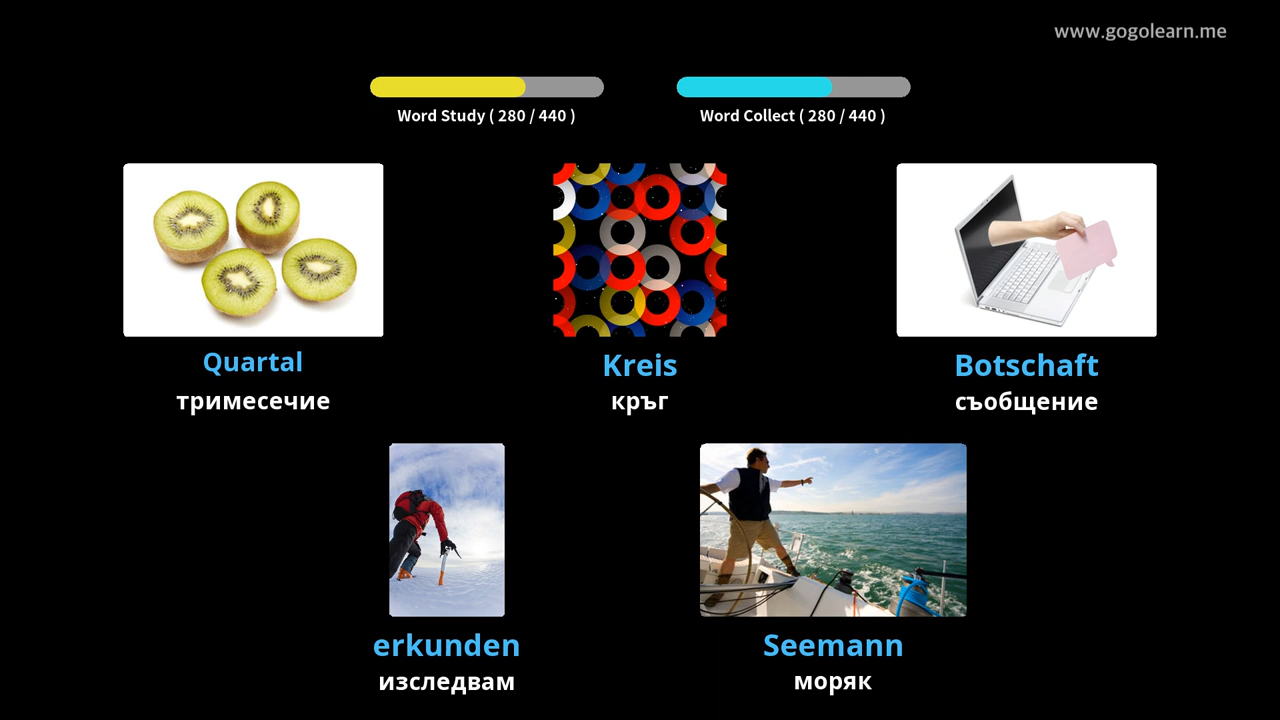 www.gogolearn.me
Word Study ( 280 / 440 )
Word Collect ( 280 / 440 )
Quartal
тримесечие
Kreis
кръг
Botschaft
съобщение
erkunden
изследвам
Seemann
моряк